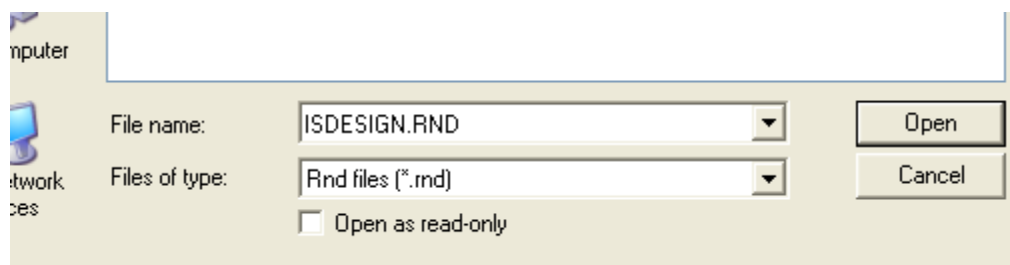 mputer
File name:
ISDESIGN.RND
Open
Files of type:
Rnd files (*.rnd)
Cancel
etwork
ces
Open as read-only